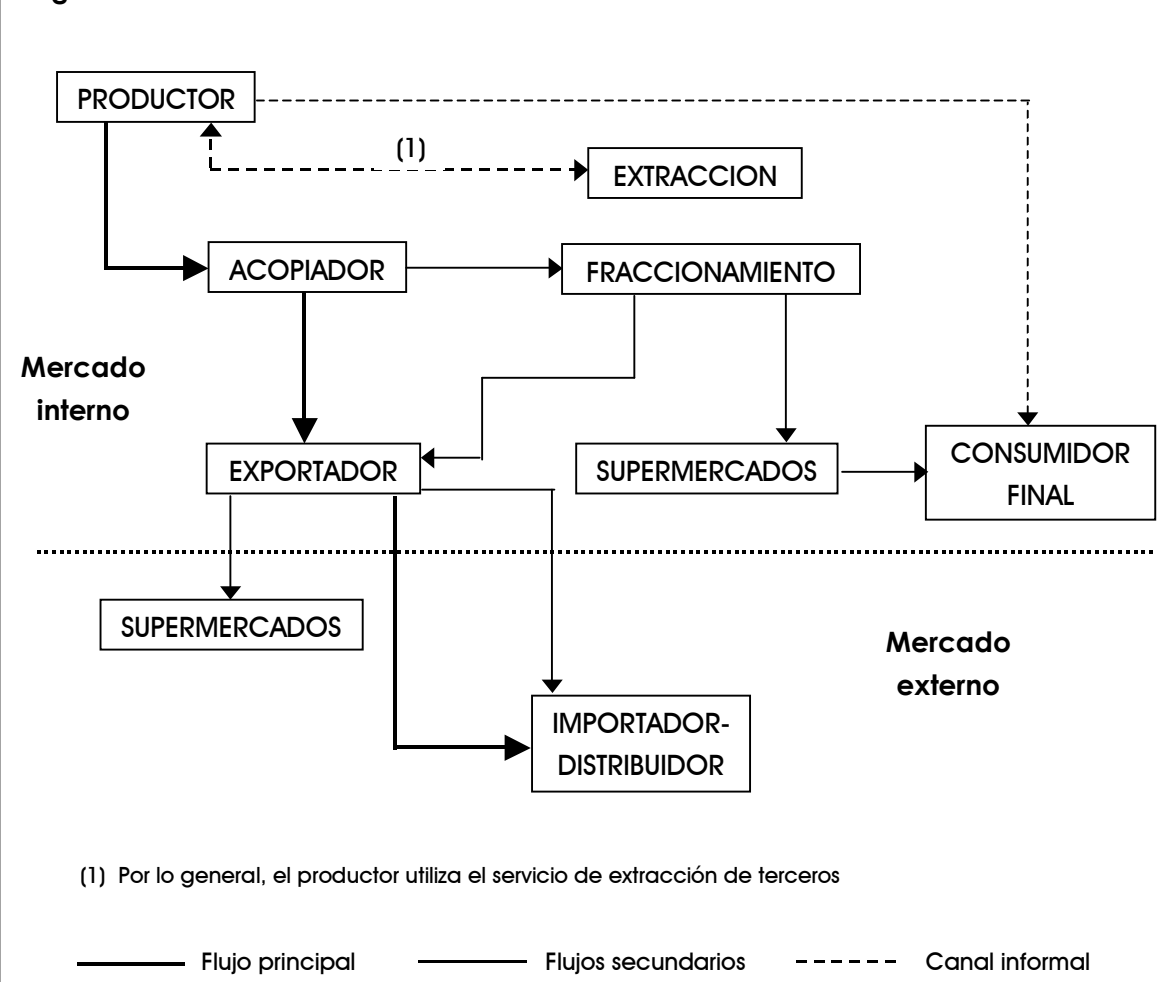 PRODUCTOR
(1)
EXTRACCION
ACOPIADOR
FRACCIONAMIENTO
Mercado
interno
EXPORTADOR
SUPERMERCADOS
CONSUMIDOR
FINAL
SUPERMERCADOS
Mercado
externo
IMPORTADOR-
DISTRIBUIDOR
(1) Por lo general, el productor utiliza el servicio de extracción de terceros
Flujo principal
Flujos secundarios
Canal informal